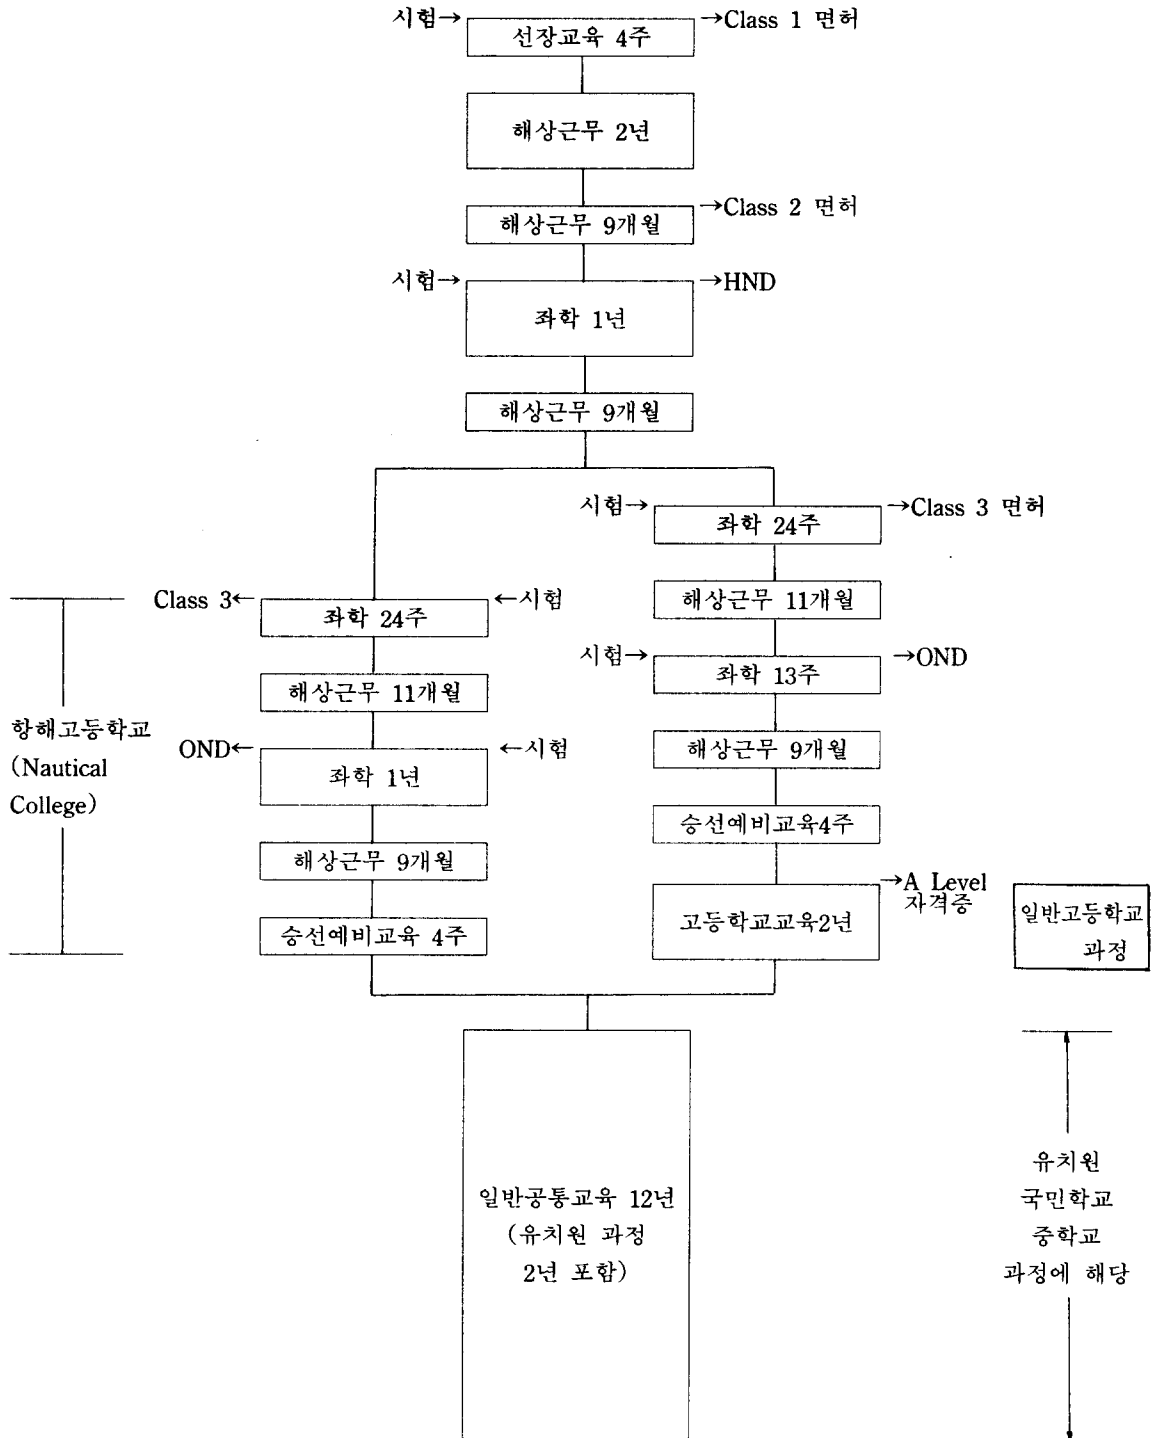 시험→
→Class 1 면허
선장교육 4주
해상근무 2년
→Class 2 면허
해상근무 9개월
시험→
→HND
좌학 1년
해상근무 9개월
시험→
→Class 3 면허
좌학 24주
Class 3←
←시험
좌학 24주
해상근무 11개월
시험→
→OND
좌학 13주
해상근무 11개월
항해고등학교
(Nautical
College)
OND←
←시험
좌학 1년
해상근무 9개월
승선예비교육4주
해상근무 9개월
→A Level
자격증
고등학교교육2년
일반고등학교
과정
승선예비교육 4주
일반공통교육 12년
(유치원 과정
2년 포함)
유치원
국민학교
중학교
과정에 해당